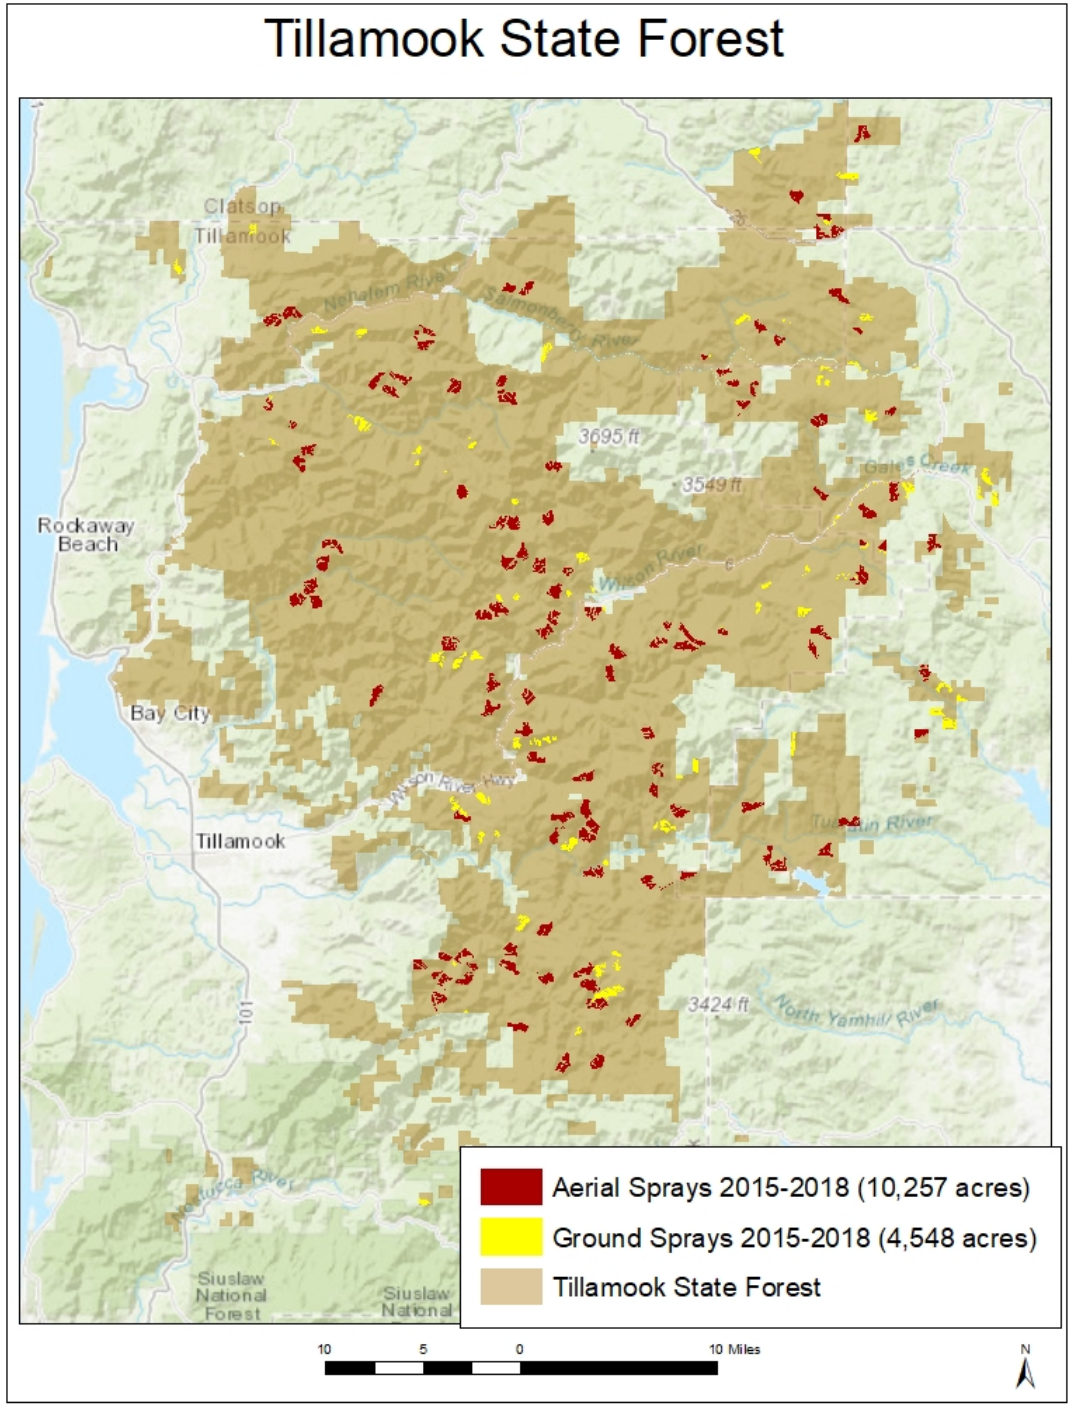 Tillamook State Forest
Clatsop
Tillamook
Nehalem River
Salmonberry River
3695 ft
3549 ft
Gales Creek
Rockaway
Beach
Wilson River
6
Bay City
Wilson River Hwy
Tillamook
Tualatin River
3424 ft
North Yamhill River
101
Nestucca River
Siuslaw
National
Forest
Siuslaw
National
Aerial Sprays 2015-2018 (10,257 acres)
Ground Sprays 2015-2018 (4,548 acres)
Tillamook State Forest
10 5 0 10 Miles
N